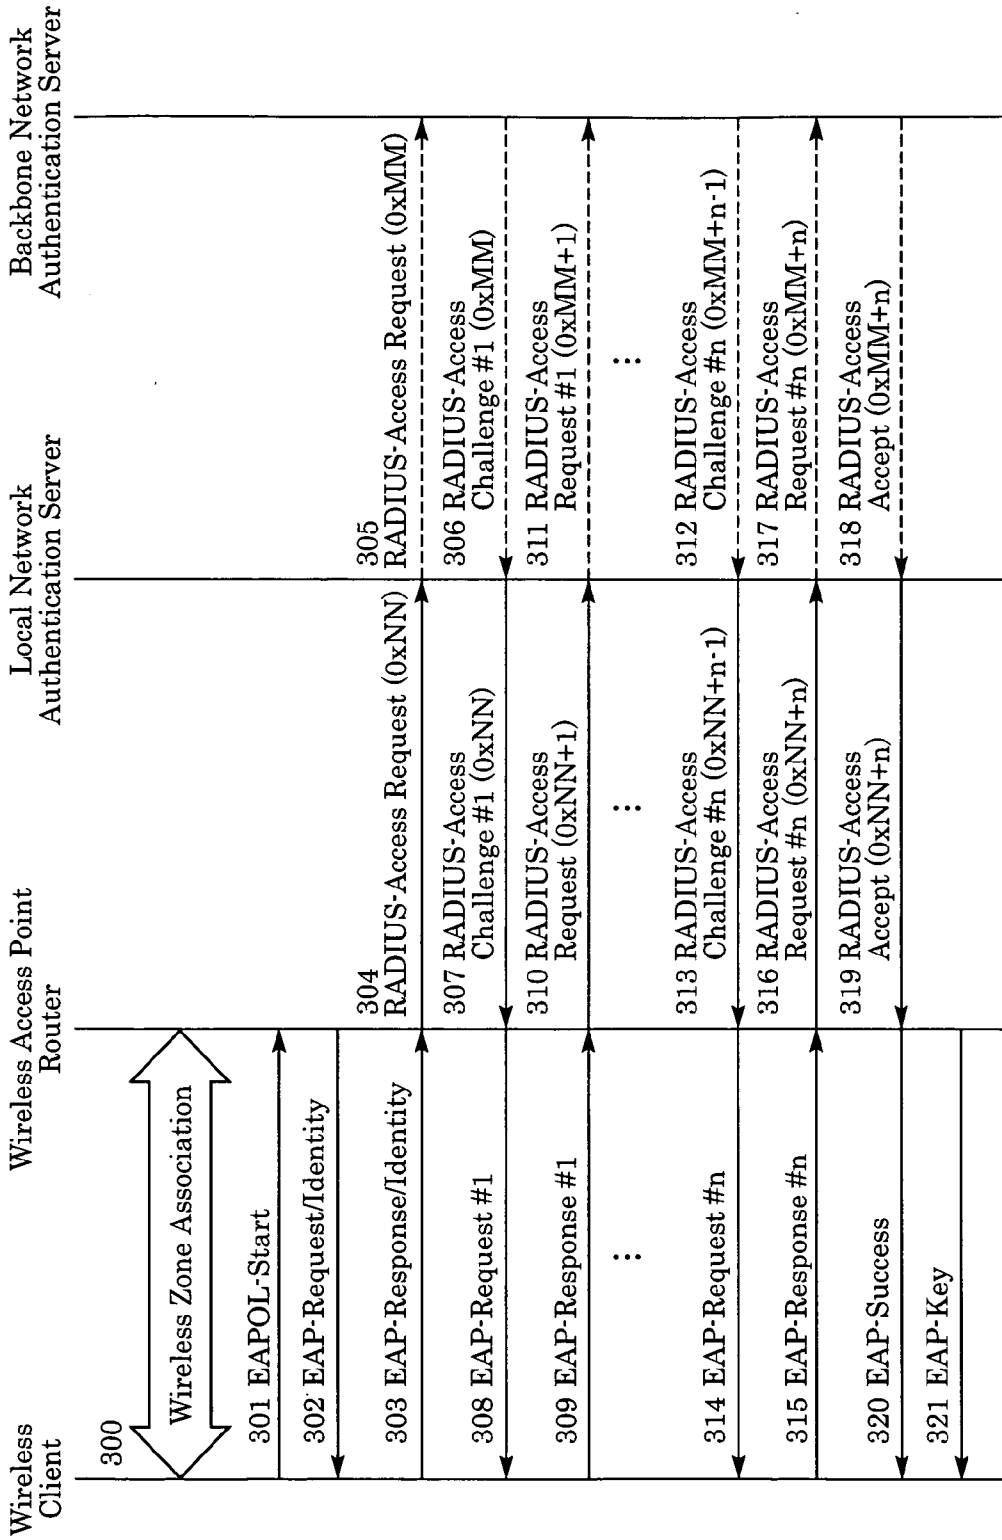 Wireless
Client
Wireless Access Point
Router
Local Network
Authentication Server
Backbone Network
Authentication Server
300
Wireless Zone Association
301 EAPOL-Start
302 EAP-Request/Identity
303 EAP-Response/Identity
304
RADIUS-Access Request (0xNN)
305
RADIUS-Access Request (0xMM)
306 RADIUS-Access
Challenge #1 (0xMM)
307 RADIUS-Access
Challenge #1 (0xNN)
308 EAP-Request #1
309 EAP-Response #1
310 RADIUS-Access
Request (0xNN+1)
311 RADIUS-Access
Request #1 (0xMM+1)
...
...
...
312 RADIUS-Access
Challenge #n (0xMM+n-1)
313 RADIUS-Access
Challenge #n (0xNN+n-1)
314 EAP-Request #n
315 EAP-Response #n
316 RADIUS-Access
Request #n (0xNN+n)
317 RADIUS-Access
Request #n (0xMM+n)
318 RADIUS-Access
Accept (0xMM+n)
319 RADIUS-Access
Accept (0xNN+n)
320 EAP-Success
321 EAP-Key